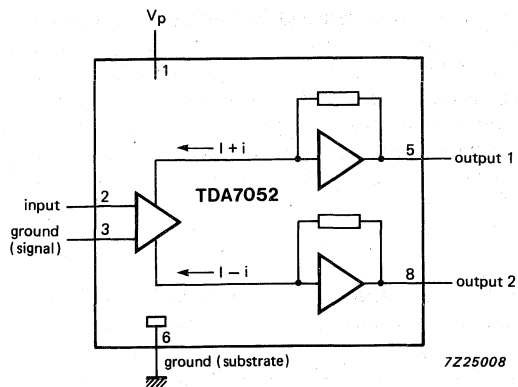 Vp
1
I + i
5
output 1
input
2
TDA7052
ground
(signal)
3
I − i
8
output 2
6
ground (substrate)
7Z25008